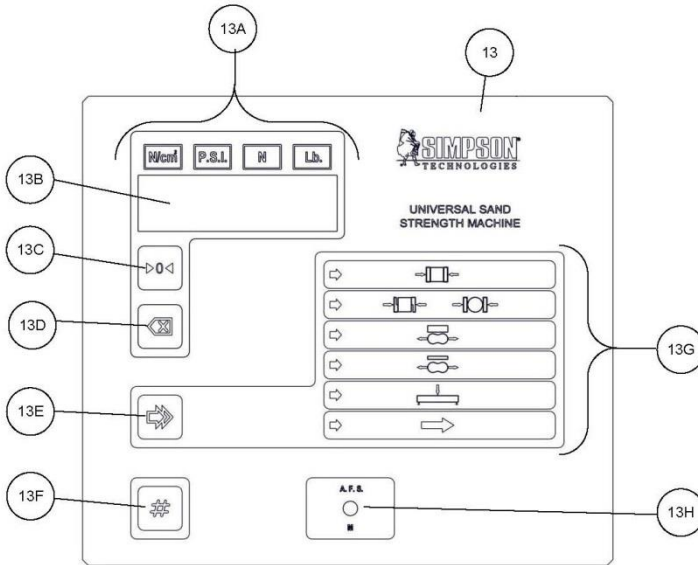 13A
13
N/cm² P.S.I. N Lb.
SIMPSON
TECHNOLOGIES
13B
UNIVERSAL SAND
STRENGTH MACHINE
13C
>0<
13D
X
13G
13E
13F
#
A.F.S.
13H
M